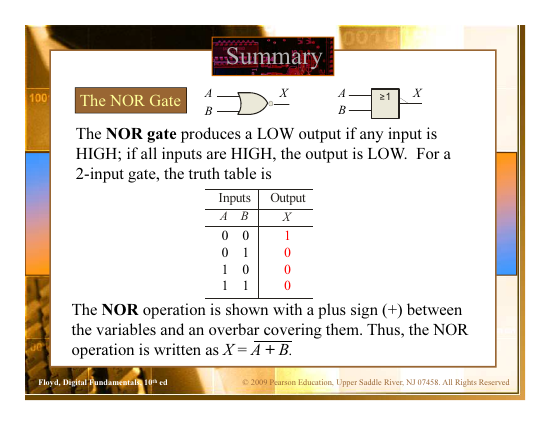 Summary
The NOR Gate
A X A X
B B
≥1
The NOR gate produces a LOW output if any input is
HIGH; if all inputs are HIGH, the output is LOW. For a
2-input gate, the truth table is
Inputs Output
A B X
0 0 1
0 1 0
1 0 0
1 1 0
The NOR operation is shown with a plus sign (+) between
the variables and an overbar covering them. Thus, the NOR
operation is written as X = A̅ ̅+̅ ̅B̅.
Floyd, Digital Fundamentals, 10th ed
© 2009 Pearson Education, Upper Saddle River, NJ 07458. All Rights Reserved